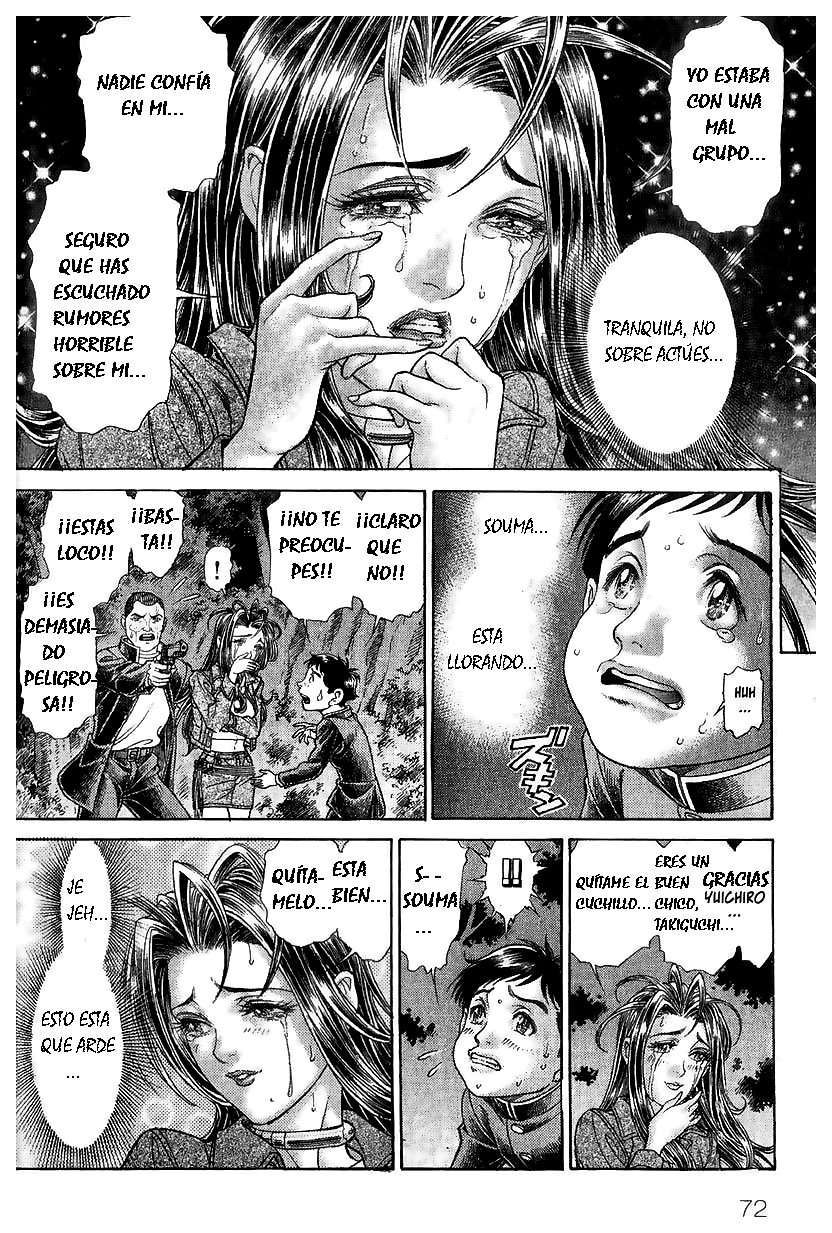 YO ESTABA
CON UNA
MAL
GRUPO...
NADIE CONFÍA
EN MI...
SEGURO
QUE HAS
ESCUCHADO
RUMORES
HORRIBLE
SOBRE MI...
TRANQUILA, NO
SOBRE ACTÚES...
SOUMA...
ESTA
LLORANDO...
HUH
...
ズキン
¡¡CLARO
QUE
NO!!
¡¡NO TE
PREOCU-
PES!!
!
¡¡BAS-
TA!!
¡¡ESTAS
LOCO!!
¡¡ES
DEMASIA-
DO
PELIGRO-
SA!!
GRACIAS
YUICHIRO
...
ERES UN
BUEN
CHICO,
TAKIGUCHI...
QUÍTAME EL
CUCHILLO...
!!
S--
SOUMA
...
ESTA
BIEN...
QUÍTA-
MELO...
JE
JEH...
ESTO ESTA
QUE ARDE
...
72